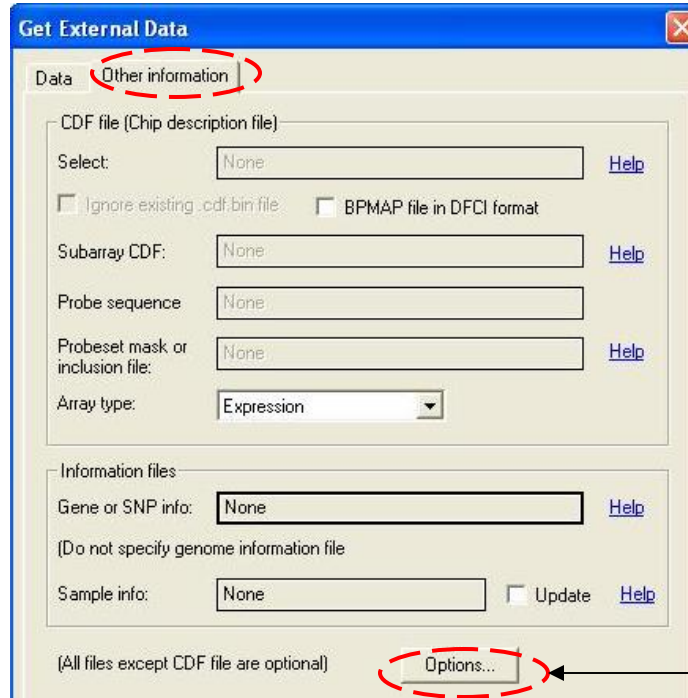 Get External Data
Data Other information
CDF file (Chip description file)
Select: None Help
Ignore existing .cdf.bin file BPMAP file in DFCI format
Subarray CDF: None Help
Probe sequence None
Probeset mask or
inclusion file: None Help
Array type: Expression
Information files
Gene or SNP info: None Help
(Do not specify genome information file
Sample info: None Update Help
(All files except CDF file are optional) Options...